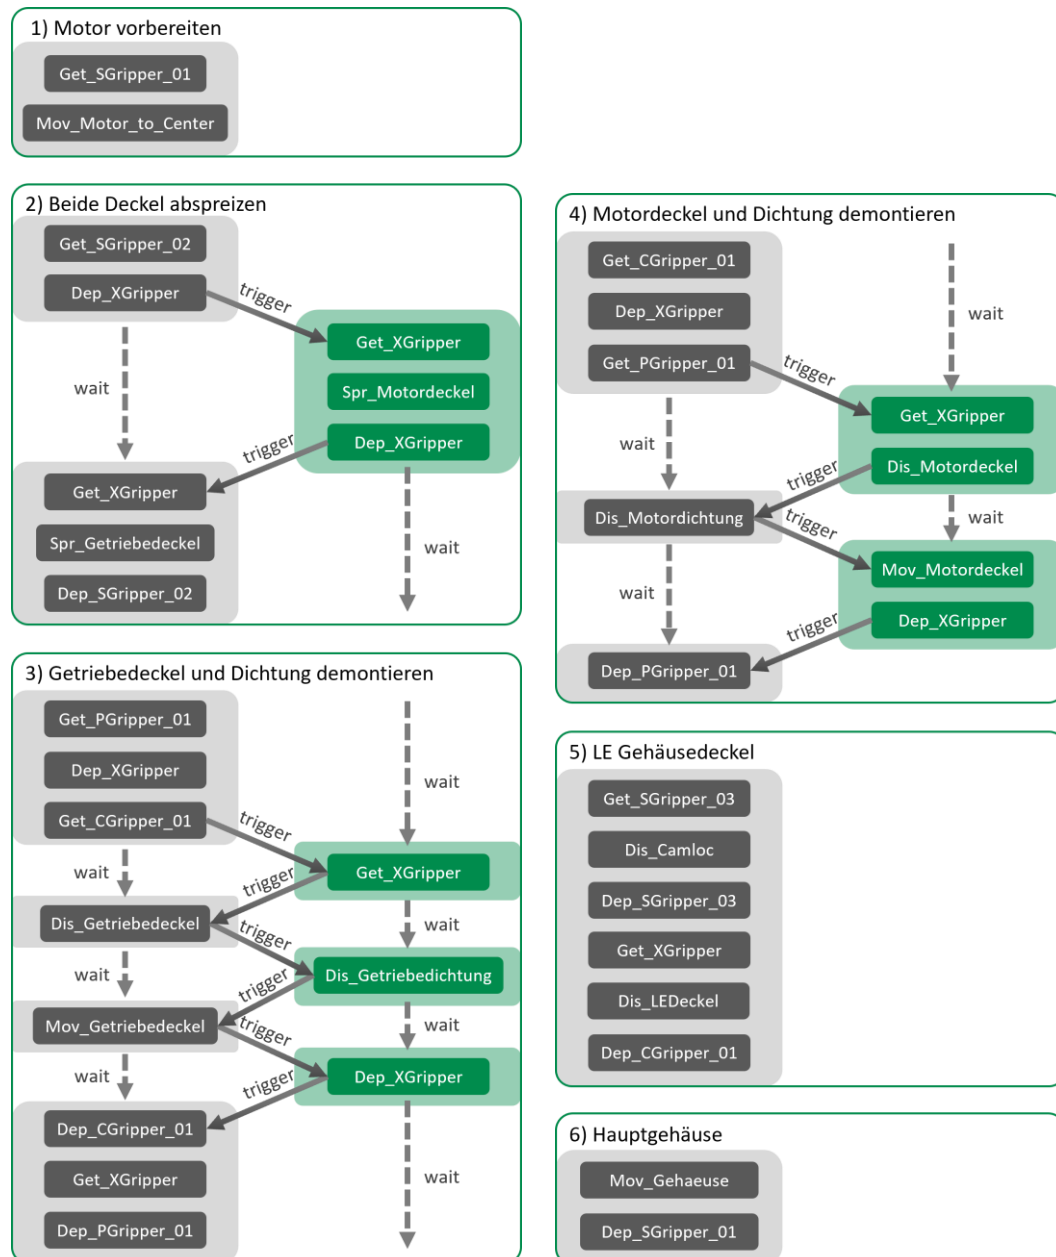 1) Motor vorbereiten
Get_SGripper_01
Mov_Motor_to_Center
2) Beide Deckel abspreizen
Get_SGripper_02
Dep_XGripper
trigger
Get_XGripper
wait
Spr_Motordeckel
Dep_XGripper
trigger
Get_XGripper
Spr_Getriebedeckel
wait
Dep_SGripper_02
3) Getriebedeckel und Dichtung demontieren
Get_PGripper_01
Dep_XGripper
wait
Get_CGripper_01
trigger
wait
Get_XGripper
trigger
Dis_Getriebedeckel
wait
trigger
wait
Dis_Getriebedichtung
trigger
Mov_Getriebedeckel
wait
trigger
wait
Dep_XGripper
trigger
Dep_CGripper_01
Get_XGripper
wait
Dep_PGripper_01
4) Motordeckel und Dichtung demontieren
Get_CGripper_01
Dep_XGripper
wait
Get_PGripper_01
trigger
Get_XGripper
wait
Dis_Motordeckel
trigger
Dis_Motordichtung
wait
trigger
Mov_Motordeckel
wait
Dep_XGripper
trigger
Dep_PGripper_01
5) LE Gehäusedeckel
Get_SGripper_03
Dis_Camloc
Dep_SGripper_03
Get_XGripper
Dis_LEDeckel
Dep_CGripper_01
6) Hauptgehäuse
Mov_Gehaeuse
Dep_SGripper_01